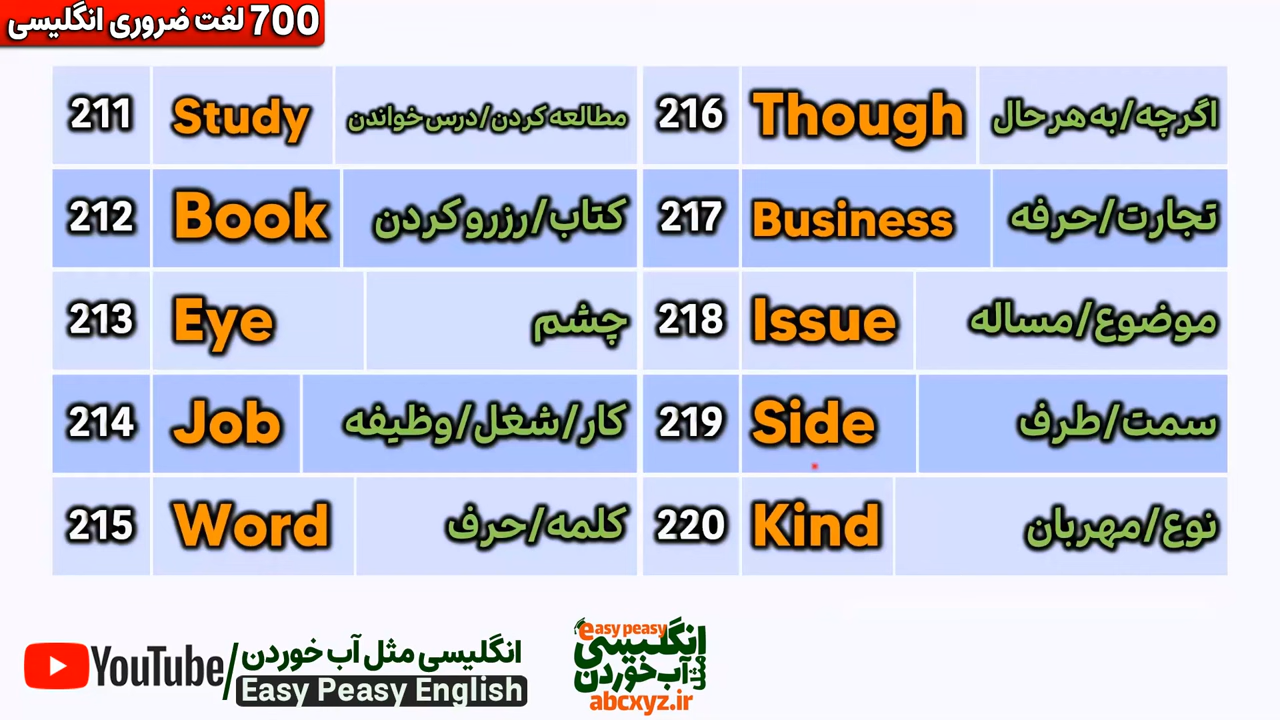 700 لغت ضروری انگلیسی
211 Study مطالعه کردن/درس خواندن
212 Book کتاب/رزرو کردن
213 Eye چشم
214 Job کار/شغل/وظیفه
215 Word کلمه/حرف
216 Though اگرچه/به هر حال
217 Business تجارت/حرفه
218 Issue موضوع/مساله
219 Side سمت/طرف
220 Kind نوع/مهربان
YouTube/انگلیسی مثل آب خوردن
Easy Peasy English
easy peasy
انگلیسی
مثل آب خوردن
abcxyz.ir